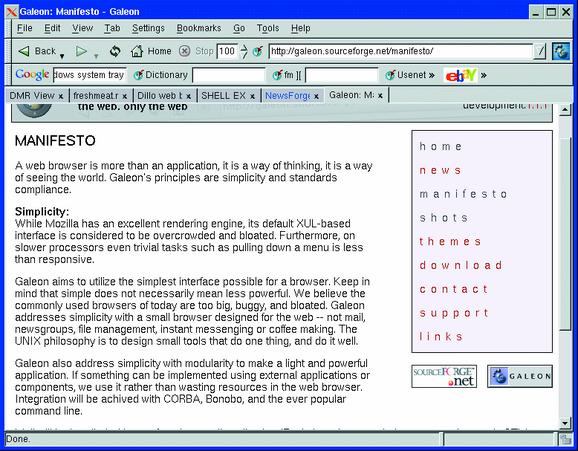 Galeon: Manifesto - Galeon
File Edit View Tab Settings Bookmarks Go Tools Help
Back Home Stop 100 http://galeon.sourceforge.net/manifesto/
Google dows system tray Dictionary fm ][ Usenet » ebY »
DMR View x freshmeat.r x Dillo web b x SHELL EX x NewsForge x Galeon: Ma x
the web. only the web development1.1.1
MANIFESTO
A web browser is more than an application, it is a way of thinking, it is a way
of seeing the world. Galeon's principles are simplicity and standards
compliance.
Simplicity:
While Mozilla has an excellent rendering engine, its default XUL-based
interface is considered to be overcrowded and bloated. Furthermore, on
slower processors even trivial tasks such as pulling down a menu is less
than responsive.
Galeon aims to utilize the simplest interface possible for a browser. Keep in
mind that simple does not necessarily mean less powerful. We believe the
commonly used browsers of today are too big, buggy, and bloated. Galeon
addresses simplicity with a small browser designed for the web -- not mail,
newsgroups, file management, instant messenging or coffee making. The
UNIX philosophy is to design small tools that do one thing, and do it well.
Galeon also address simplicity with modularity to make a light and powerful
application. If something can be implemented using external applications or
components, we use it rather than wasting resources in the web browser.
Integration will be achived with CORBA, Bonobo, and the ever popular
command line.
home
news
manifesto
shots
themes
download
contact
support
links
SOURCEFORGE .net
GALEON
Done.